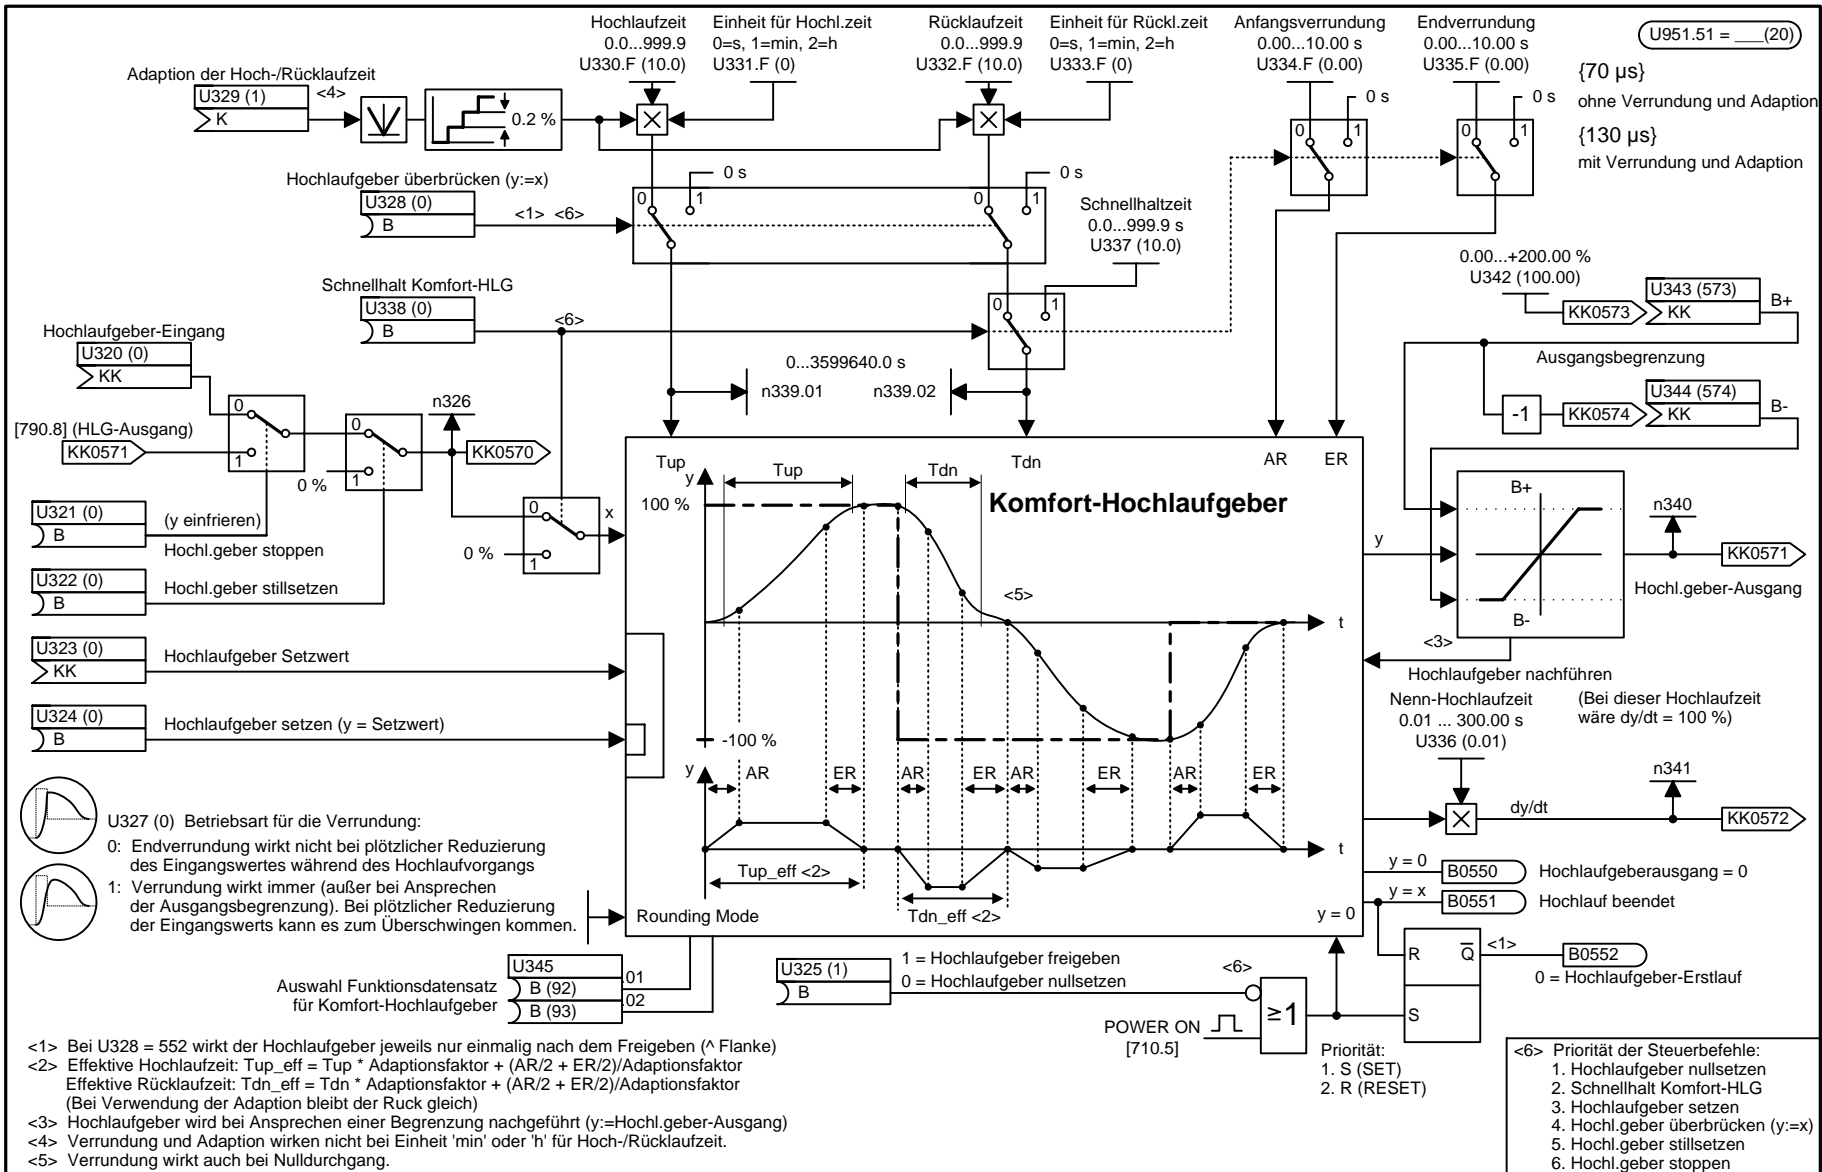 Hochlaufzeit
0.0...999.9
U330.F (10.0)
Einheit für Hochl.zeit
0=s, 1=min, 2=h
U331.F (0)
Rücklaufzeit
0.0...999.9
U332.F (10.0)
Einheit für Rückl.zeit
0=s, 1=min, 2=h
U333.F (0)
Anfangsverrundung
0.00...10.00 s
U334.F (0.00)
Endverrundung
0.00...10.00 s
U335.F (0.00)
U951.51 = ___(20)
{70 µs}
ohne Verrundung und Adaption
{130 µs}
mit Verrundung und Adaption
Adaption der Hoch-/Rücklaufzeit
U329 (1)
K
<4>
0.2 %
0 s
0 s
0 1
0 1
Hochlaufgeber überbrücken (y:=x)
U328 (0)
B
<1> <6>
0 s
0 s
0 1
0 1
Schnellhaltzeit
0.0...999.9 s
U337 (10.0)
Schnellhalt Komfort-HLG
U338 (0)
B
<6>
0 1
0.00...+200.00 %
U342 (100.00)
KK0573
U343 (573)
KK
B+
Ausgangsbegrenzung
-1
KK0574
U344 (574)
KK
B-
Hochlaufgeber-Eingang
U320 (0)
KK
0...3599640.0 s
n339.01
n339.02
n326
[790.8] (HLG-Ausgang)
KK0571
0
1
0
1
0 %
KK0570
U321 (0)
B
(y einfrieren)
Hochl.geber stoppen
U322 (0)
B
Hochl.geber stillsetzen
0
1
0 %
x
U323 (0)
KK
Hochlaufgeber Setzwert
U324 (0)
B
Hochlaufgeber setzen (y = Setzwert)
Tup
Tdn
AR
ER
Komfort-Hochlaufgeber
y
Tup
Tdn
100 %
<5>
t
-100 %
y
AR
ER
AR
ER
AR
ER
AR
ER
t
Tup_eff <2>
Tdn_eff <2>
Rounding Mode
y = 0
y
B+
B-
n340
KK0571
Hochl.geber-Ausgang
<3>
Hochlaufgeber nachführen
Nenn-Hochlaufzeit
0.01 ... 300.00 s
U336 (0.01)
(Bei dieser Hochlaufzeit
wäre dy/dt = 100 %)
dy/dt
n341
KK0572
y = 0
B0550
Hochlaufgeberausgang = 0
y = x
B0551
Hochlauf beendet
R
Q
S
<1>
B0552
0 = Hochlaufgeber-Erstlauf
U327 (0) Betriebsart für die Verrundung:
0: Endverrundung wirkt nicht bei plötzlicher Reduzierung
des Eingangswertes während des Hochlaufvorgangs
1: Verrundung wirkt immer (außer bei Ansprechen
der Ausgangsbegrenzung). Bei plötzlicher Reduzierung
der Eingangswerts kann es zum Überschwingen kommen.
Auswahl Funktionsdatensatz
für Komfort-Hochlaufgeber
U345
B (92)
.01
B (93)
.02
U325 (1)
B
1 = Hochlaufgeber freigeben
0 = Hochlaufgeber nullsetzen
<6>
≥1
POWER ON
[710.5]
Priorität:
1. S (SET)
2. R (RESET)
<1> Bei U328 = 552 wirkt der Hochlaufgeber jeweils nur einmalig nach dem Freigeben (^ Flanke)
<2> Effektive Hochlaufzeit: Tup_eff = Tup * Adaptionsfaktor + (AR/2 + ER/2)/Adaptionsfaktor
Effektive Rücklaufzeit: Tdn_eff = Tdn * Adaptionsfaktor + (AR/2 + ER/2)/Adaptionsfaktor
(Bei Verwendung der Adaption bleibt der Ruck gleich)
<3> Hochlaufgeber wird bei Ansprechen einer Begrenzung nachgeführt (y:=Hochl.geber-Ausgang)
<4> Verrundung und Adaption wirken nicht bei Einheit 'min' oder 'h' für Hoch-/Rücklaufzeit.
<5> Verrundung wirkt auch bei Nulldurchgang.
<6> Priorität der Steuerbefehle:
1. Hochlaufgeber nullsetzen
2. Schnellhalt Komfort-HLG
3. Hochlaufgeber setzen
4. Hochl.geber überbrücken (y:=x)
5. Hochl.geber stillsetzen
6. Hochl.geber stoppen